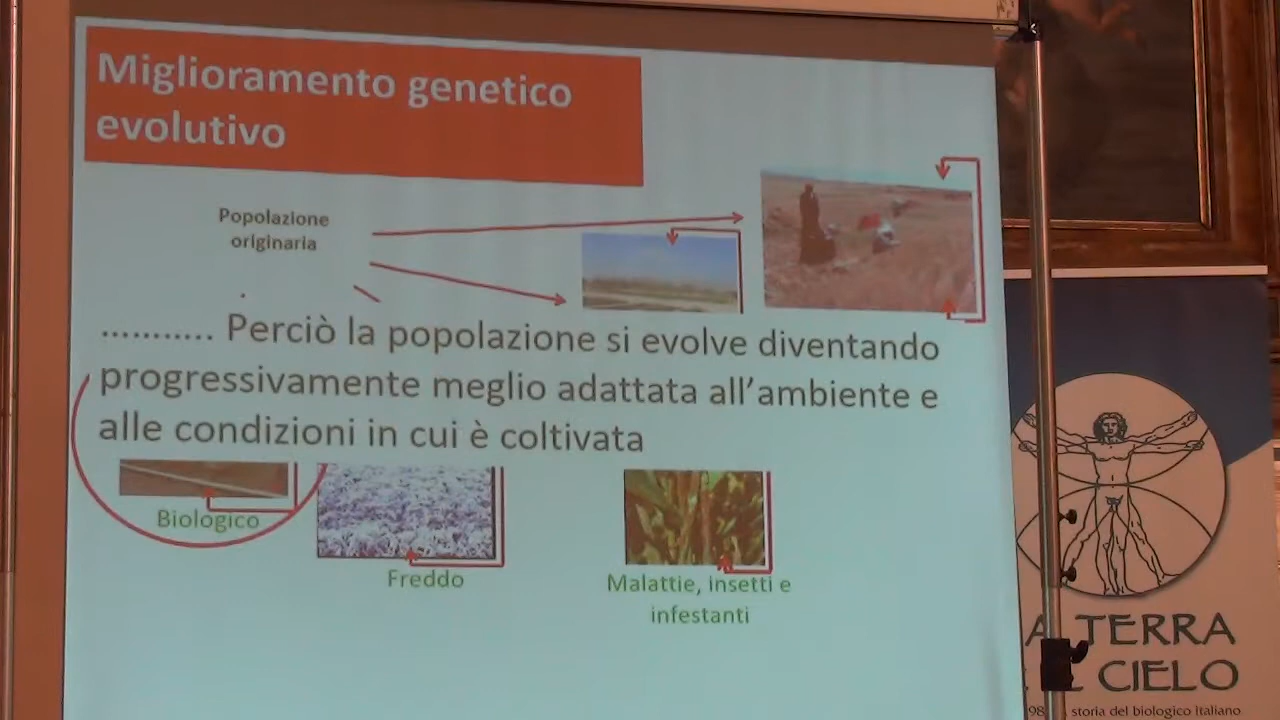 Miglioramento genetico
evolutivo
Popolazione
originaria
........... Perciò la popolazione si evolve diventando
progressivamente meglio adattata all'ambiente e
alle condizioni in cui è coltivata
Biologico
Freddo
Malattie, insetti e
infestanti
A TERRA
CIELO
storia del biologico italiano